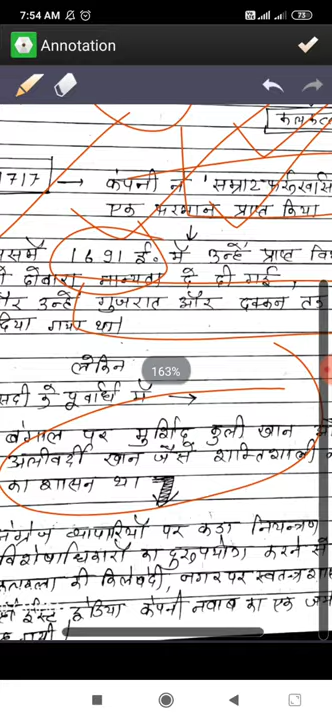 7:54 AM
73
Annotation
कलकत
1717 → कंपनी ने 'सम्राट फर्रुखसि
एक फरमान प्राप्त किया
जिसमें 1691 ई में उन्हें प्राप्त वि
दोबारा मान्यता दे दी गई,
और उन्हें गुजरात और दक्कन तक
दिया गया था।
लेकिन
163%
सदी के पूर्वार्ध में →
बंगाल पर मुर्शिद कुली खान औ
अलीवर्दी खान जैसे शक्तिशाली
का शासन था
अंग्रेज व्यापारियों पर कड़ा नियन्त्रण
विशेषाधिकारों का दुरुपयोग करने से
कलकत्ता की किलेबंदी, नगर पर स्वतन्त्र शा
ईस्ट इंडिया कंपनी नवाब का एक जमी